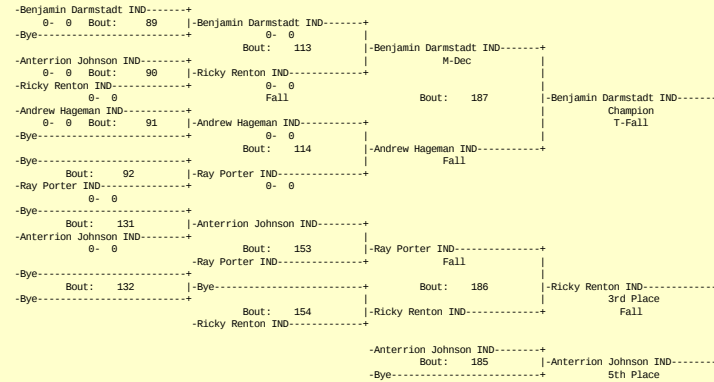 -Benjamin Darmstadt IND-------+
0-  0   Bout:    89       |-Benjamin Darmstadt IND-------+
-Bye--------------------------+             0-  0            |
Bout:    113        |-Benjamin Darmstadt IND-------+
-Anterrion Johnson IND--------+                              |            M-Dec             |
0-  0   Bout:    90       |-Ricky Renton IND-------------+                              |
-Ricky Renton IND-------------+             0-  0                                           |
0-  0                            Fall                      Bout:    187       |-Benjamin Darmstadt IND------
-Andrew Hageman IND-----------+                                                             |           Champion
0-  0   Bout:    91       |-Andrew Hageman IND-----------+                              |            T-Fall
-Bye--------------------------+             0-  0            |                              |
Bout:    114        |-Andrew Hageman IND-----------+
-Bye--------------------------+                              |            Fall
Bout:    92       |-Ray Porter IND---------------+
-Ray Porter IND---------------+             0-  0
0-  0
-Bye--------------------------+
Bout:    131      |-Anterrion Johnson IND--------+
-Anterrion Johnson IND--------+                              |
0-  0                        Bout:    153        |-Ray Porter IND---------------+
-Ray Porter IND---------------+            Fall              |
-Bye--------------------------+                                                             |
Bout:    132      |-Bye--------------------------+         Bout:    186         |-Ricky Renton IND------------
-Bye--------------------------+                              |                              |           3rd Place
Bout:    154        |-Ricky Renton IND-------------+             Fall
-Ricky Renton IND-------------+
-Anterrion Johnson IND--------+
Bout:    185         |-Anterrion Johnson IND-------
-Bye--------------------------+           5th Place